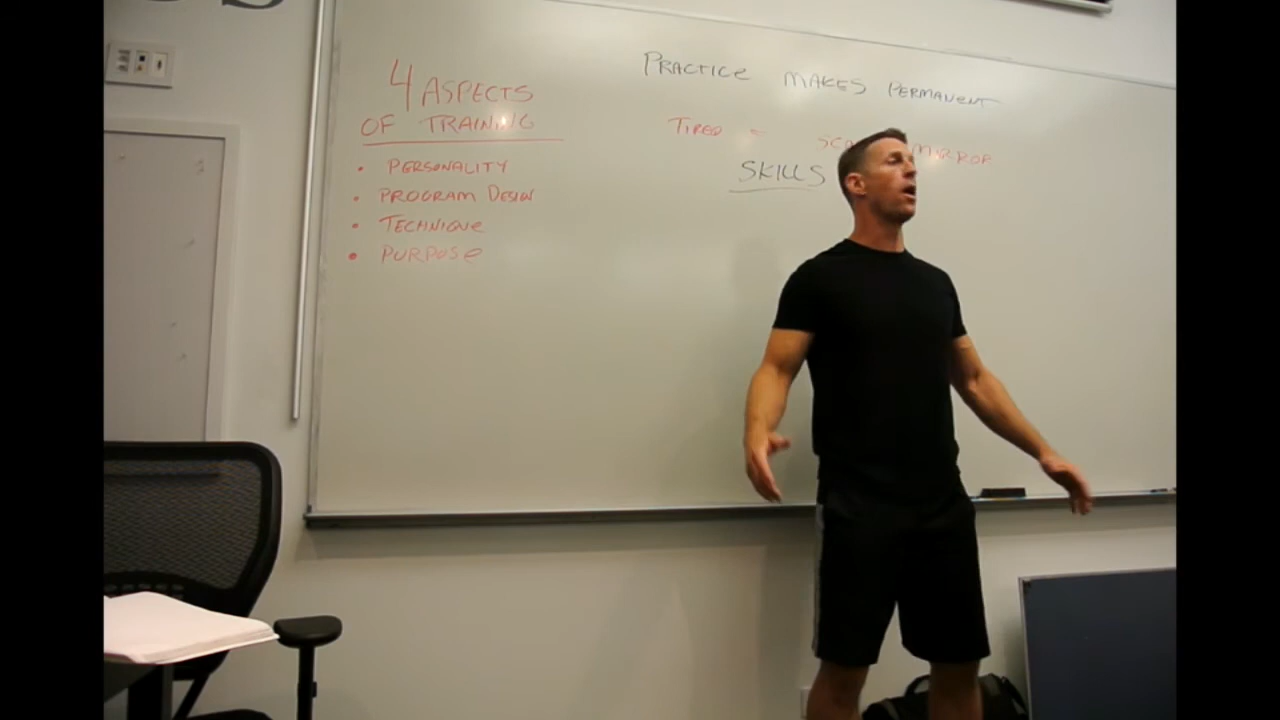 4 ASPECTS
OF TRAINING
• PERSONALITY
• PROGRAM DESIGN
• TECHNIQUE
• PURPOSE
PRACTICE MAKES PERMANENT
TIRED - MIRROR
SKILLS